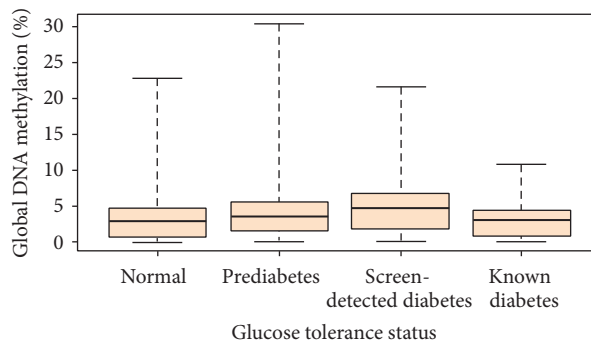 Global DNA methylation (%)
30
25
20
15
10
5
0
Normal
Prediabetes
Screen-
detected diabetes
Known
diabetes
Glucose tolerance status